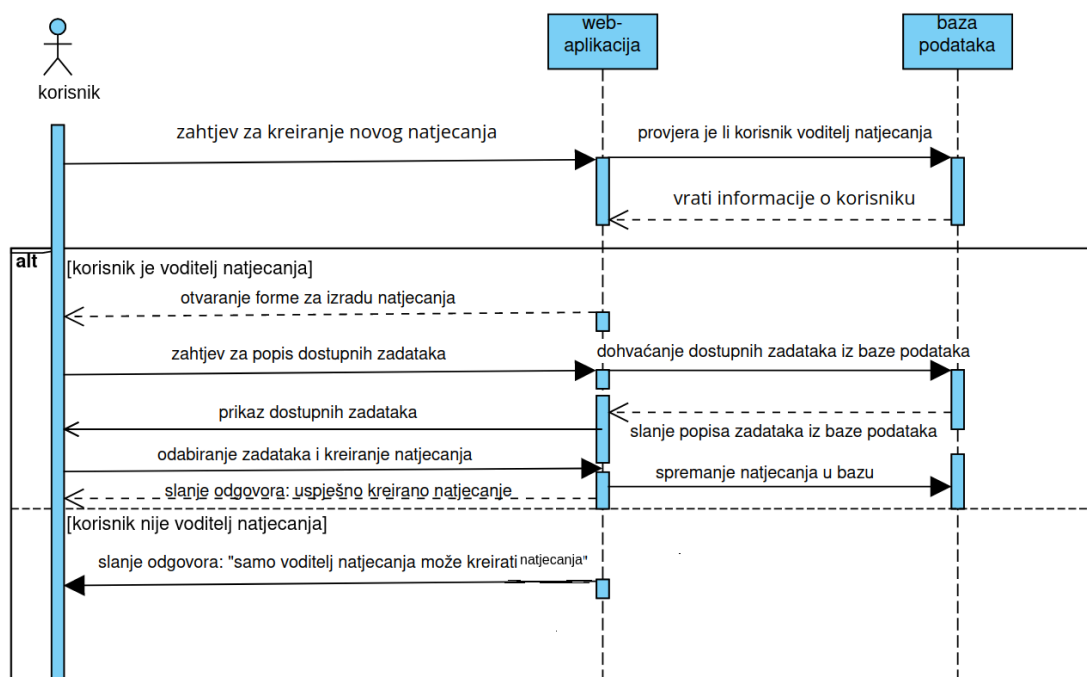 web-
aplikacija
baza
podataka
korisnik
zahtjev za kreiranje novog natjecanja
provjera je li korisnik voditelj natjecanja
vrati informacije o korisniku
alt
[korisnik je voditelj natjecanja]
otvaranje forme za izradu natjecanja
zahtjev za popis dostupnih zadataka
dohvaćanje dostupnih zadataka iz baze podataka
prikaz dostupnih zadataka
slanje popisa zadataka iz baze podataka
odabiranje zadataka i kreiranje natjecanja
spremanje natjecanja u bazu
slanje odgovora: uspješno kreirano natjecanje
[korisnik nije voditelj natjecanja]
slanje odgovora: "samo voditelj natjecanja može kreirati natjecanja"